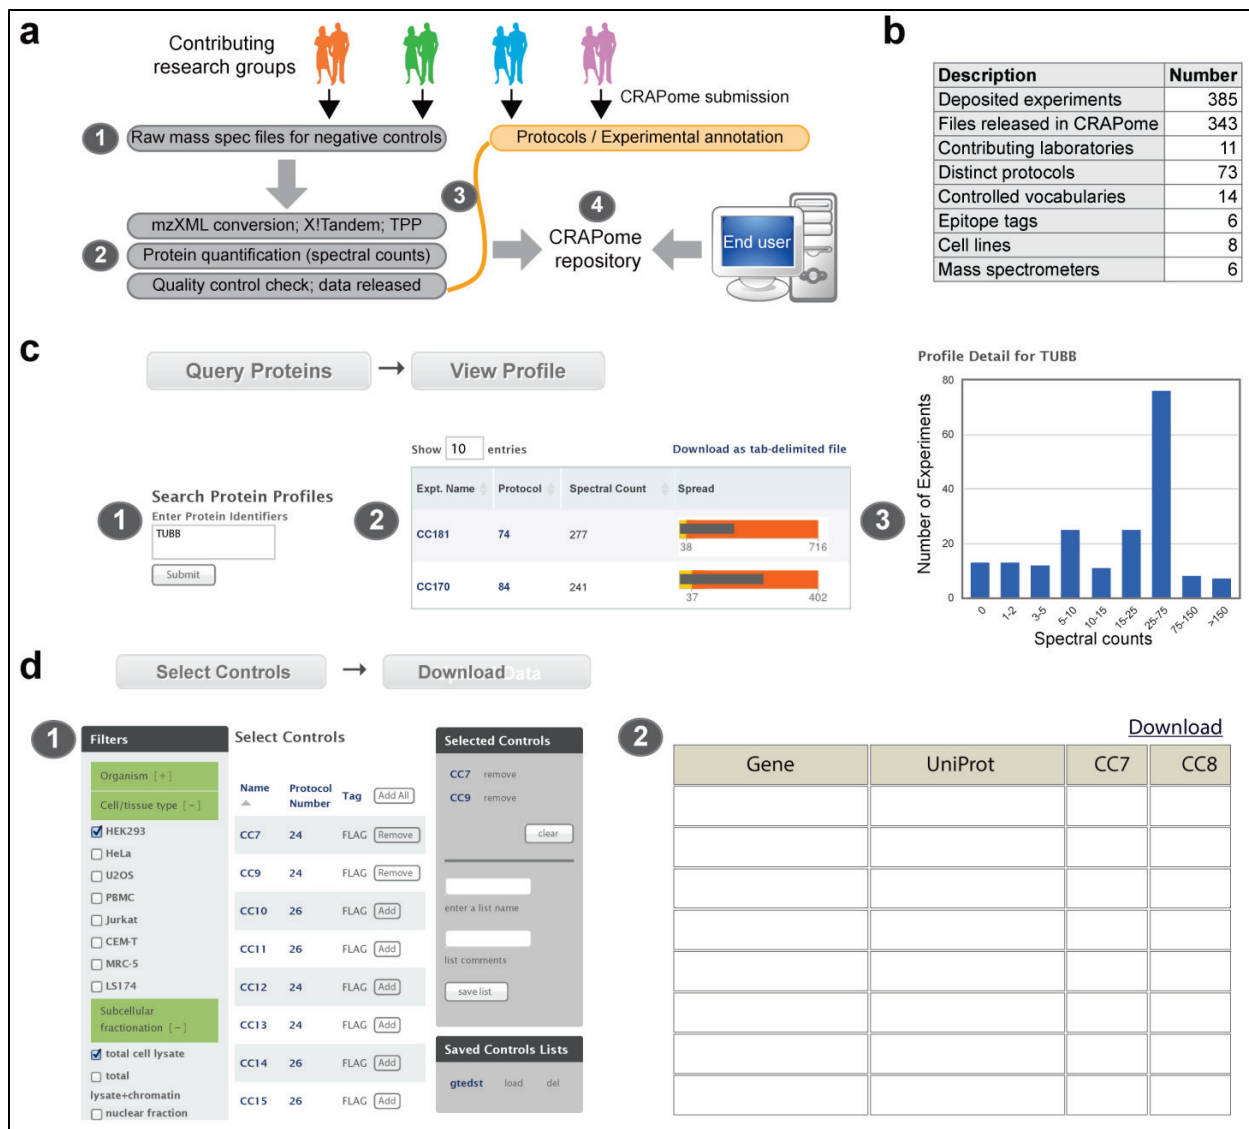 a
Contributing
research groups
CRAPome submission
1
Raw mass spec files for negative controls
Protocols / Experimental annotation
3
4
mzXML conversion; X!Tandem; TPP
2
Protein quantification (spectral counts)
Quality control check; data released
CRAPome
repository
End user
b
Description Number
Deposited experiments 385
Files released in CRAPome 343
Contributing laboratories 11
Distinct protocols 73
Controlled vocabularies 14
Epitope tags 6
Cell lines 8
Mass spectrometers 6
c
Query Proteins
View Profile
1
Search Protein Profiles
Enter Protein Identifiers
TUBB
Submit
2
Show 10 entries
Download as tab-delimited file
Expt. Name Protocol Spectral Count Spread
CC181 74 277
38 716
CC170 84 241
37 402
3
Profile Detail for TUBB
Number of Experiments
80
60
40
20
0
0 1-2 3-5 5-10 10-15 15-25 25-75 75-150 >150
Spectral counts
d
Select Controls
Download Data
1
Filters
Organism [+]
Cell/tissue type [-]
HEK293
HeLa
U2OS
PBMC
Jurkat
CEM-T
MRC-5
LS174
Subcellular
fractionation [-]
total cell lysate
total
lysate+chromatin
nuclear fraction
Select Controls
Name Protocol Number Tag Add All
CC7 24 FLAG Remove
CC9 24 FLAG Remove
CC10 26 FLAG Add
CC11 26 FLAG Add
CC12 24 FLAG Add
CC13 24 FLAG Add
CC14 26 FLAG Add
CC15 26 FLAG Add
Selected Controls
CC7 remove
CC9 remove
clear
enter a list name
list comments
save list
Saved Controls Lists
gtedst load del
2
Download
Gene UniProt CC7 CC8